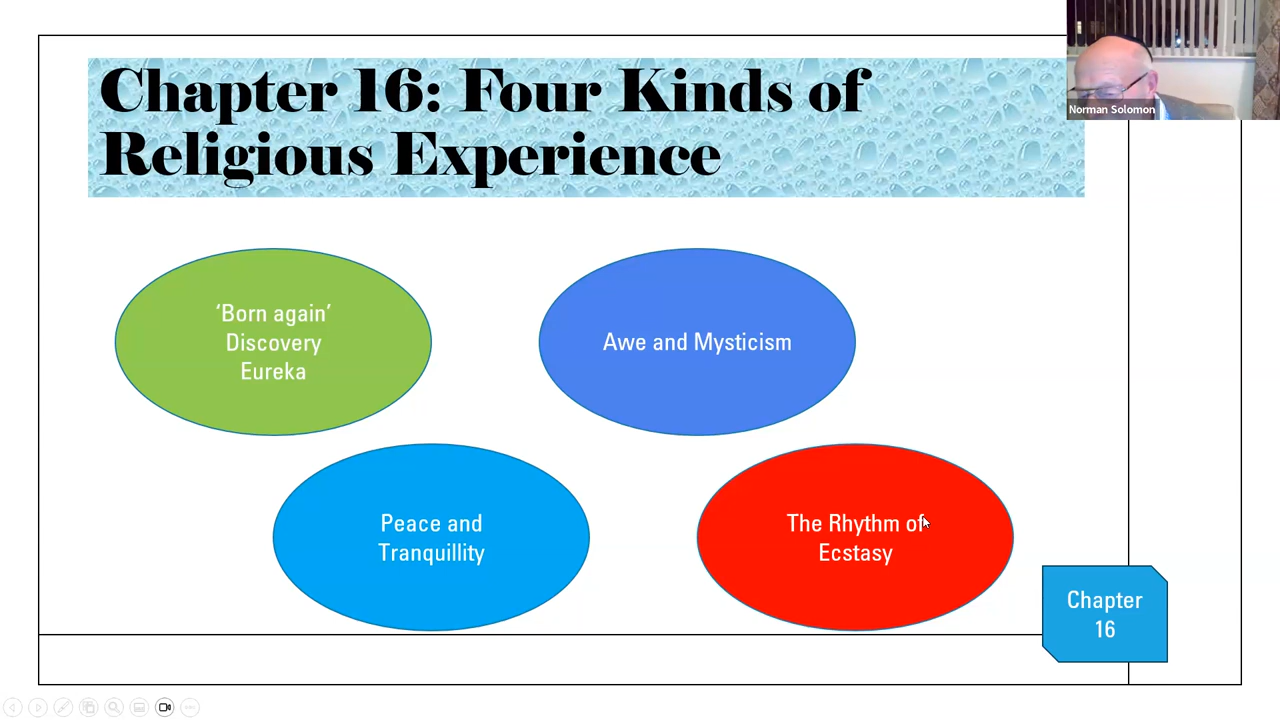 Chapter 16: Four Kinds of
Religious Experience
Norman Solomon
‘Born again’
Discovery
Eureka
Awe and Mysticism
Peace and
Tranquillity
The Rhythm of
Ecstasy
Chapter
16